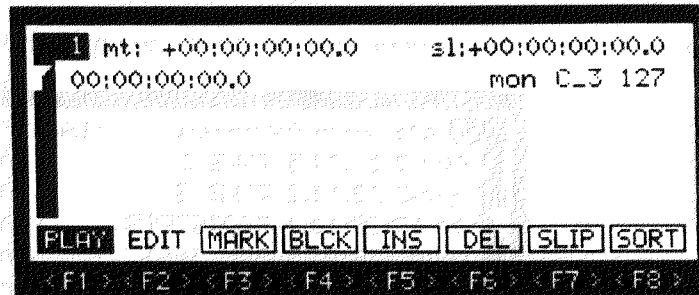 1 mt: +00:00:00:00.0 sl:+00:00:00:00.0
00:00:00:00.0 mon C_3 127
PLAY EDIT MARK BLCK INS DEL SLIP SORT
<F1> <F2> <F3> <F4> <F5> <F6> <F7> <F8>